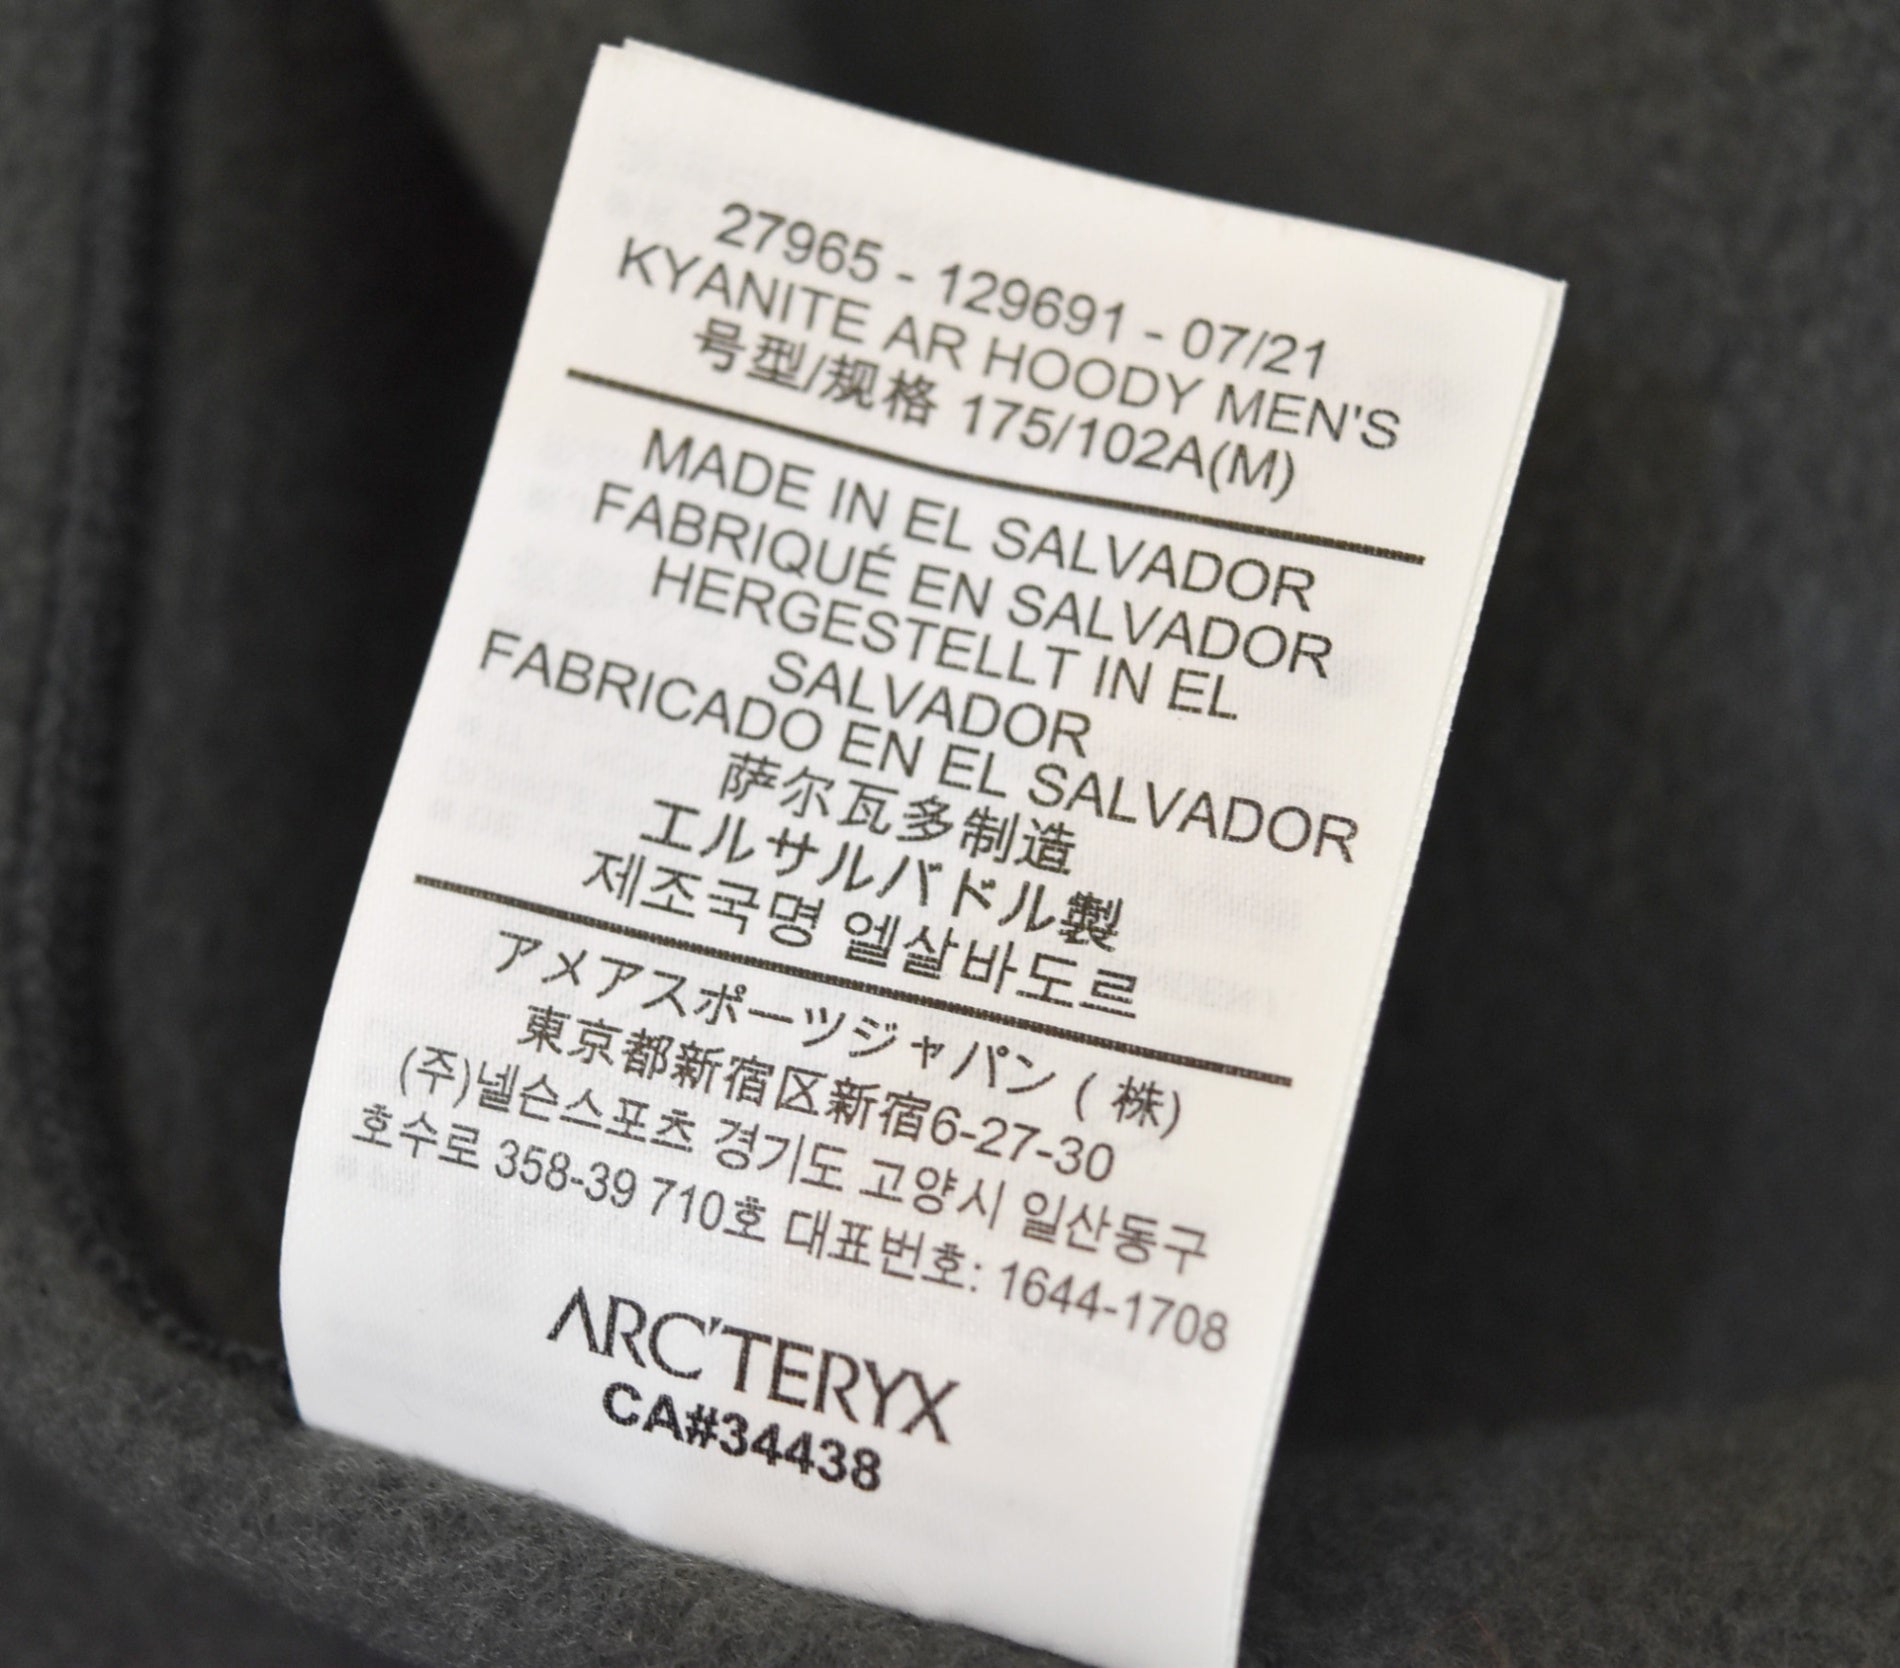 27965 - 129691 - 07/21
KYANITE AR HOODY MEN'S
号型/规格 175/102A(M)
MADE IN EL SALVADOR
FABRIQUÉ EN SALVADOR
HERGESTELLT IN EL
SALVADOR
FABRICADO EN EL SALVADOR
萨尔瓦多制造
エルサルバドル製
제조국명 엘살바도르
アメアスポーツジャパン ( 株)
東京都新宿区新宿6-27-30
(주)넬슨스포츠 경기도 고양시 일산동구
호수로 358-39 710호 대표번호: 1644-1708
ARC'TERYX
CA#34438